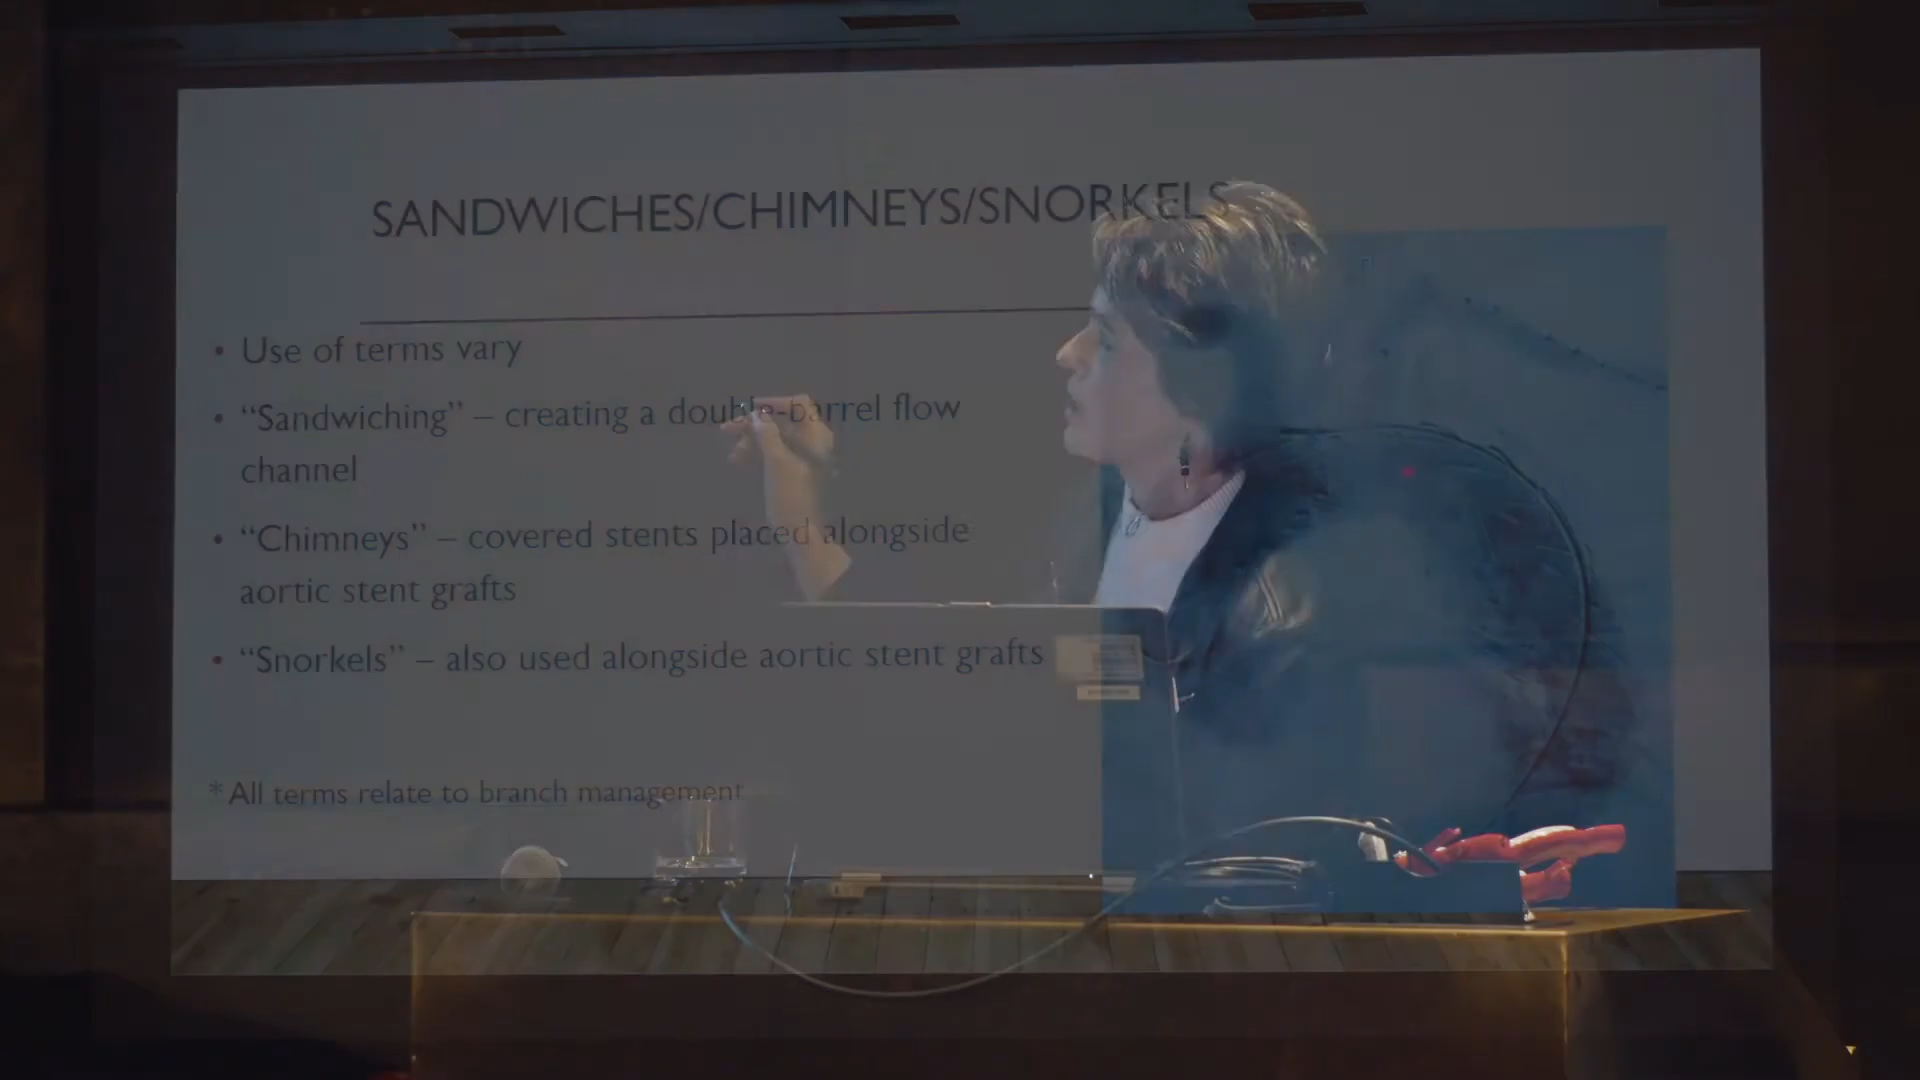 SANDWICHES/CHIMNEYS/SNORKELS
• Use of terms vary
• “Sandwiching” – creating a double-barrel flow
channel
• “Chimneys” – covered stents placed alongside
aortic stent grafts
• “Snorkels” – also used alongside aortic stent grafts
* All terms relate to branch management